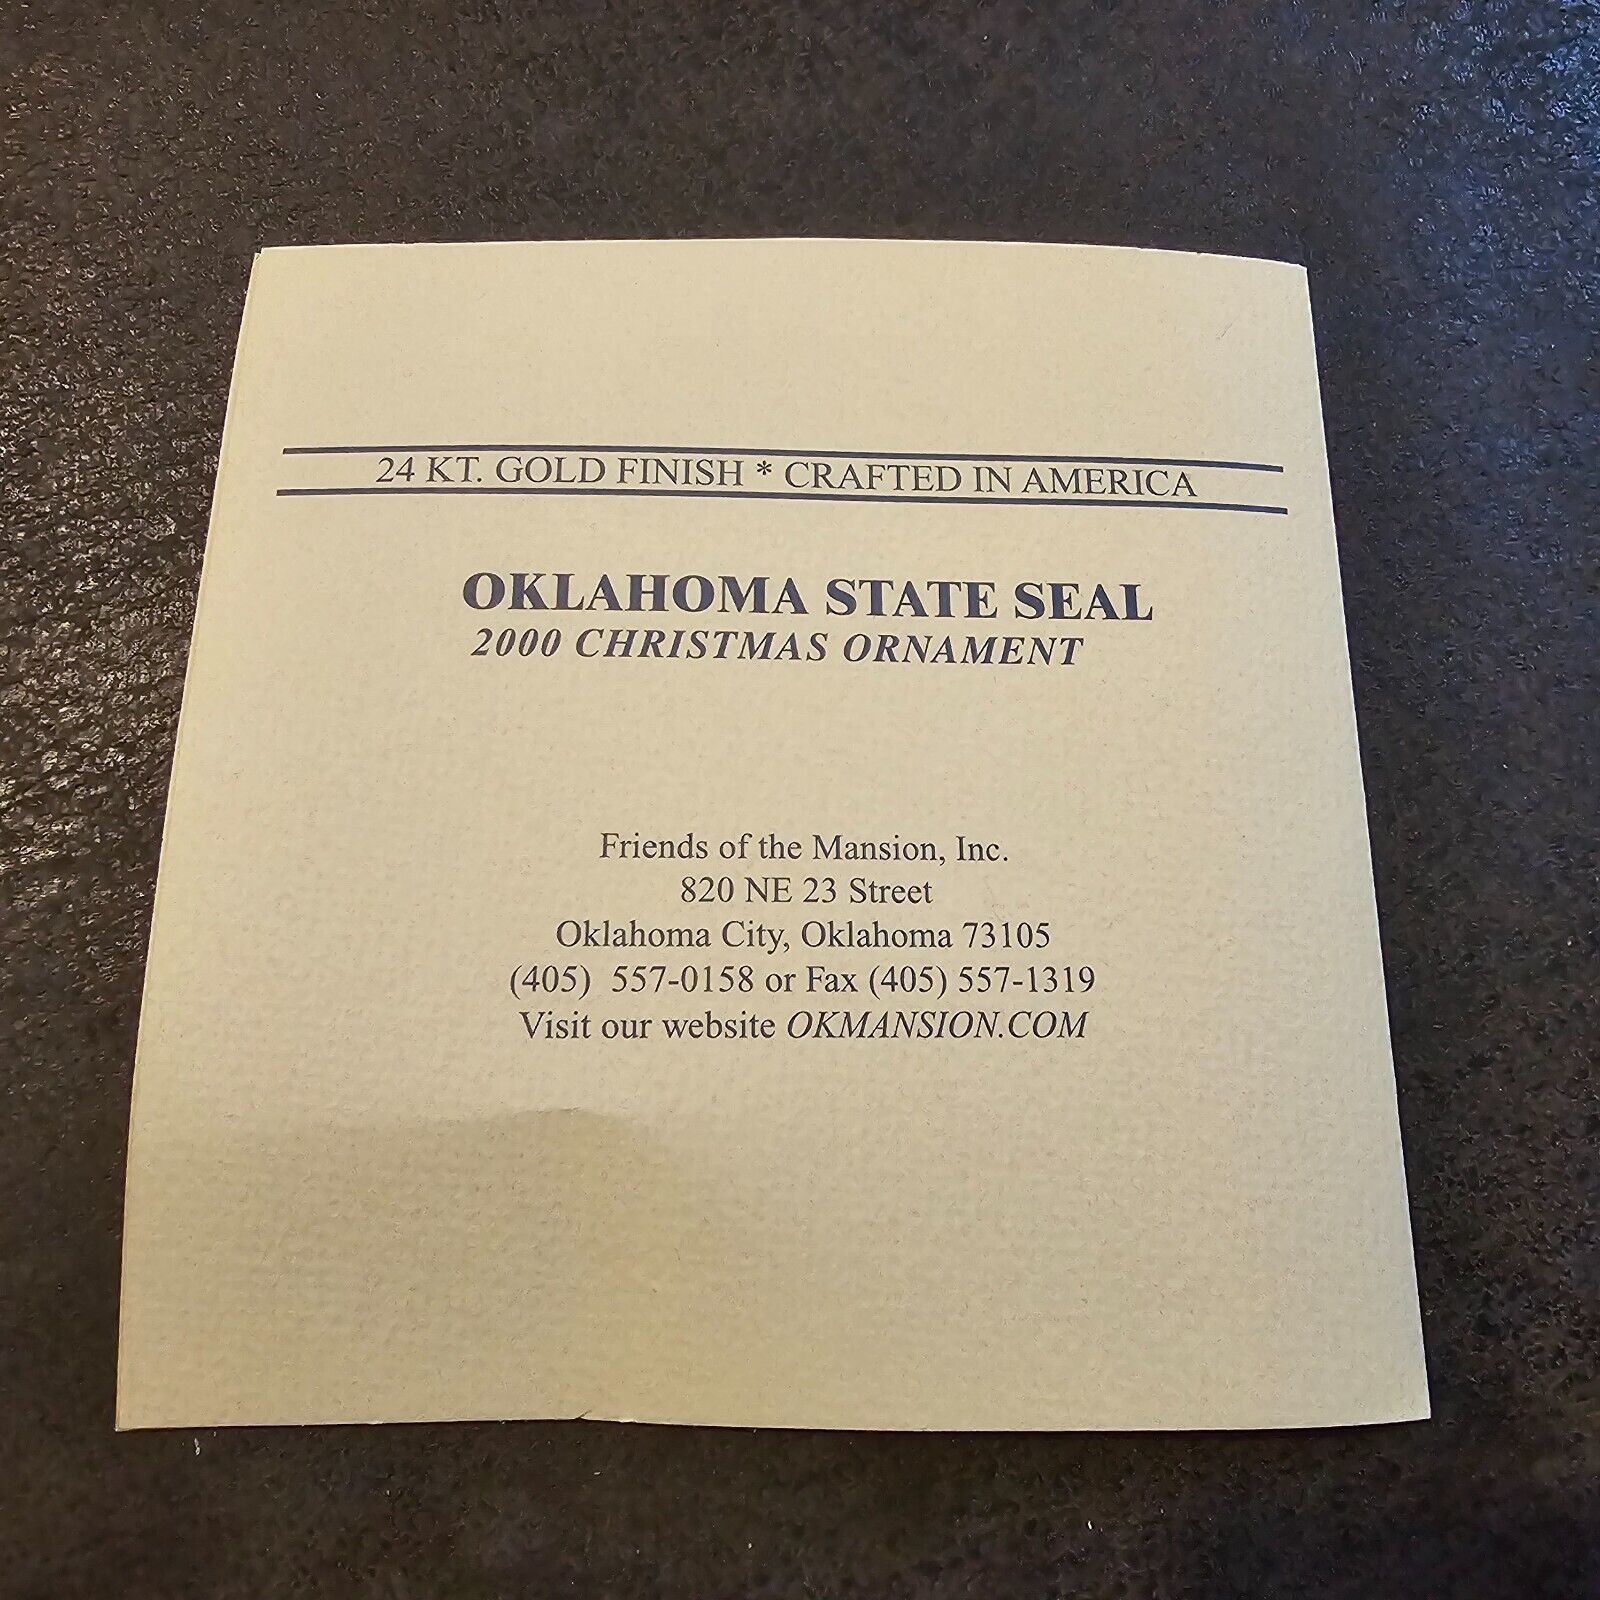 24 KT. GOLD FINISH * CRAFTED IN AMERICA
OKLAHOMA STATE SEAL
2000 CHRISTMAS ORNAMENT
Friends of the Mansion, Inc.
820 NE 23 Street
Oklahoma City, Oklahoma 73105
(405)  557-0158 or Fax (405) 557-1319
Visit our website OKMANSION.COM